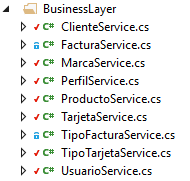 BusinessLayer
C# ClienteService.cs
C# FacturaService.cs
C# MarcaService.cs
C# PerfilService.cs
C# ProductoService.cs
C# TarjetaService.cs
C# TipoFacturaService.cs
C# TipoTarjetaService.cs
C# UsuarioService.cs